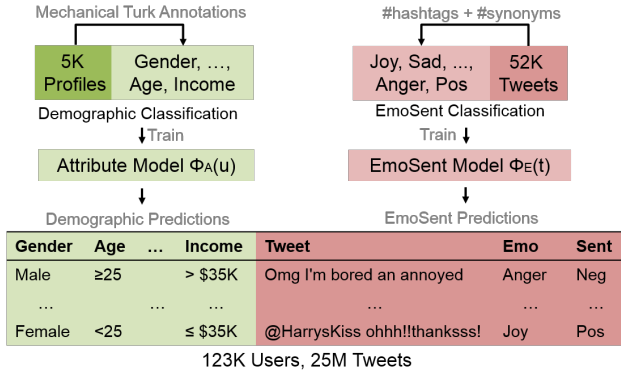 Mechanical Turk Annotations
#hashtags + #synonyms
5K Profiles
Gender, ..., Age, Income
Joy, Sad, ..., Anger, Pos
52K Tweets
Demographic Classification
EmoSent Classification
Train
Train
Attribute Model ΦA(u)
EmoSent Model ΦE(t)
Demographic Predictions
EmoSent Predictions
Gender Age ... Income Tweet Emo Sent
Male ≥25 > $35K Omg I'm bored an annoyed Anger Neg
... ... ... ... ... ...
Female <25 ≤ $35K @HarrysKiss ohhh!!thanksss! Joy Pos
123K Users, 25M Tweets